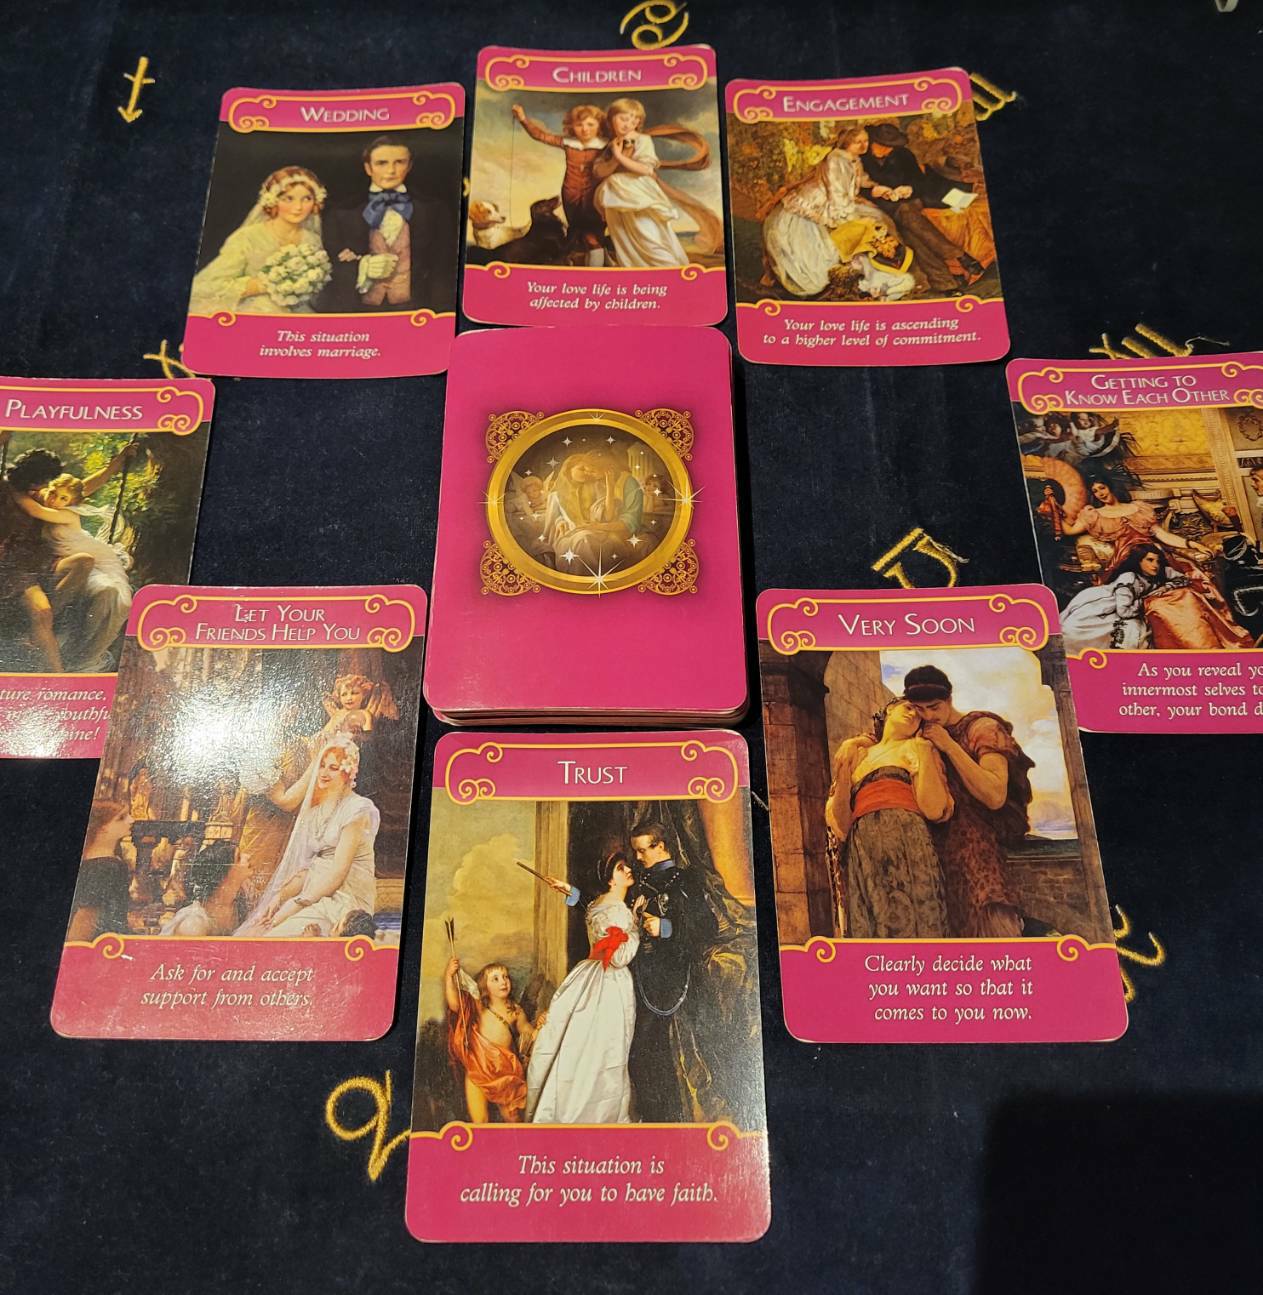 CHILDREN
Your love life is being
affected by children.
WEDDING
This situation
involves marriage.
ENGAGEMENT
Your love life is ascending
to a higher level of commitment.
PLAYFULNESS
romance,
GETTING TO
KNOW EACH OTHER
As you reveal
innermost selves
other, your bond
LET YOUR
FRIENDS HELP YOU
Ask for and accept
support from others.
VERY SOON
Clearly decide what
you want so that it
comes to you now.
TRUST
This situation is
calling for you to have faith.